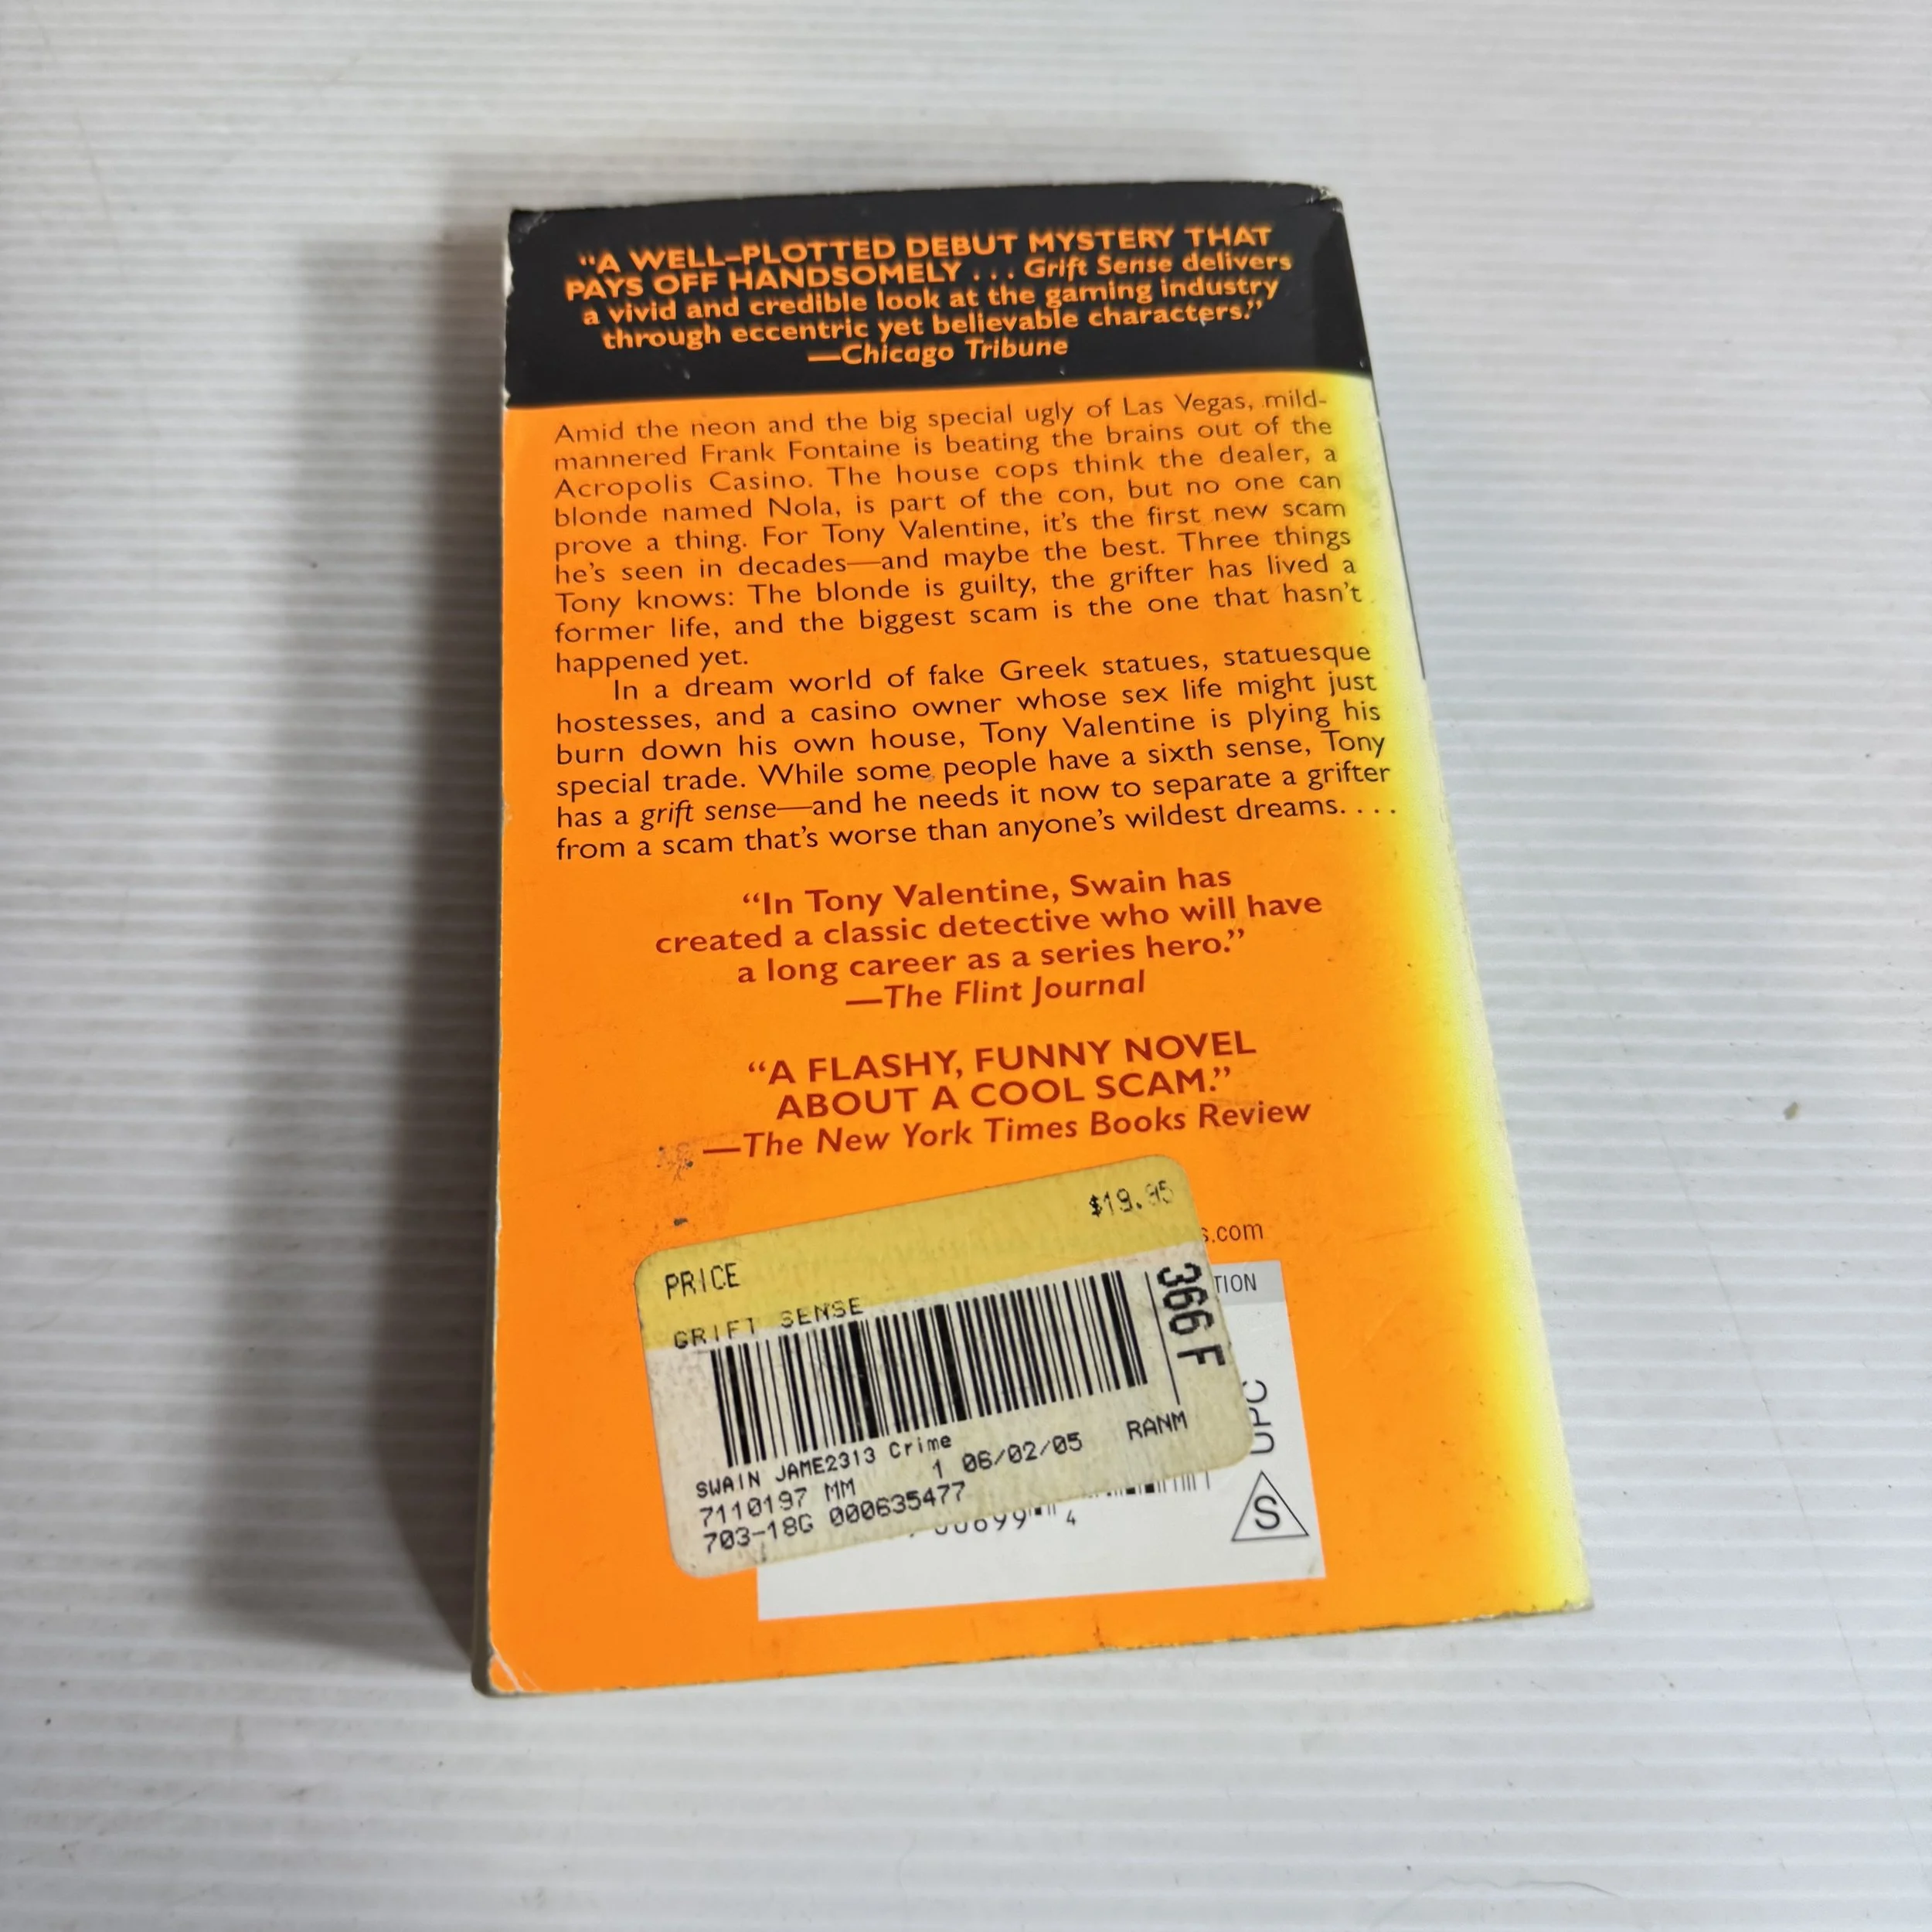 “A WELL–PLOTTED DEBUT MYSTERY THAT
PAYS OFF HANDSOMELY . . . Grift Sense delivers
a vivid and credible look at the gaming industry
through eccentric yet believable characters.”
—Chicago Tribune
Amid the neon and the big special ugly of Las Vegas, mild-
mannered Frank Fontaine is beating the brains out of the
Acropolis Casino. The house cops think the dealer, a
blonde named Nola, is part of the con, but no one can
prove a thing. For Tony Valentine, it’s the first new scam
he’s seen in decades—and maybe the best. Three things
Tony knows: The blonde is guilty, the grifter has lived a
former life, and the biggest scam is the one that hasn’t
happened yet.
In a dream world of fake Greek statues, statuesque
hostesses, and a casino owner whose sex life might just
burn down his own house, Tony Valentine is plying his
special trade. While some people have a sixth sense, Tony
has a grift sense—and he needs it now to separate a grifter
from a scam that’s worse than anyone’s wildest dreams. . . .
“In Tony Valentine, Swain has
created a classic detective who will have
a long career as a series hero.”
—The Flint Journal
“A FLASHY, FUNNY NOVEL
ABOUT A COOL SCAM.”
—The New York Times Books Review
$19.95
s.com
PRICE
TION
GRIFT SENSE
366 F
UPC
SWAIN JAME2313 Crime
7110197 MM 1 06/02/05 RANM
703-18G 000635477
00699 4
S